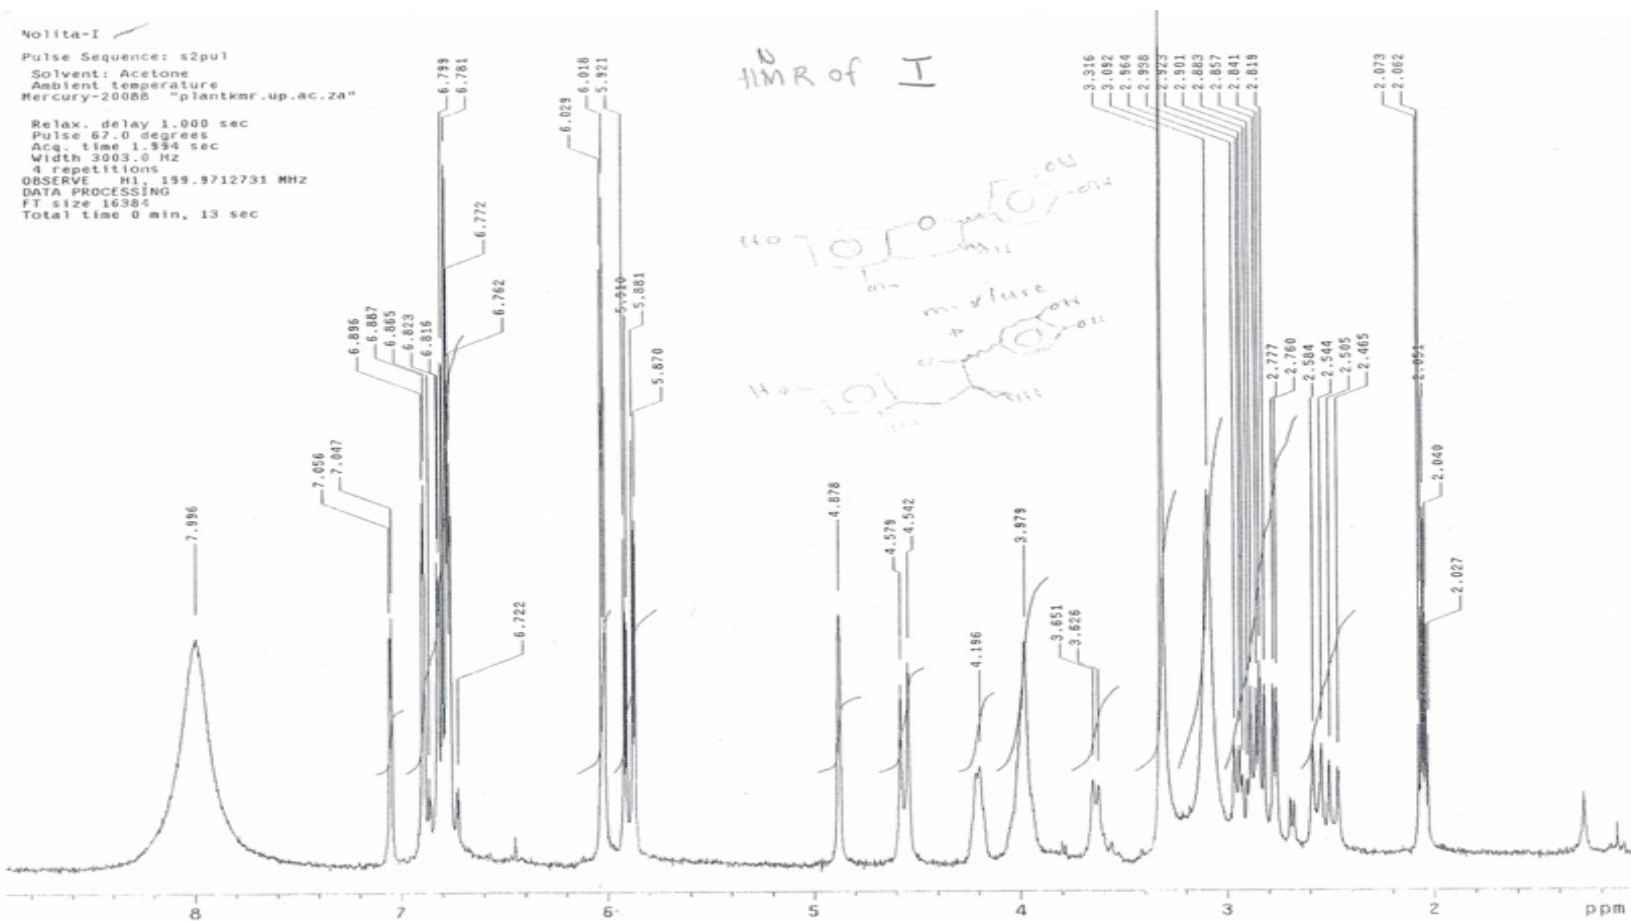 Nolita-I
Pulse Sequence: s2pul
Solvent: Acetone
Ambient temperature
Mercury-200BB "plantkmr.up.ac.za"
Relax. delay 1.000 sec
Pulse 67.0 degrees
Acq. time 1.994 sec
Width 3003.0 Hz
4 repetitions
OBSERVE H1, 199.9712731 MHz
DATA PROCESSING
FT size 16384
Total time 0 min, 13 sec
NMR of I
7.996
7.056
7.047
6.896
6.887
6.865
6.823
6.816
6.799
6.781
6.772
6.762
6.722
6.029
6.018
5.921
5.910
5.881
5.870
4.878
4.579
4.542
4.196
3.979
3.651
3.626
3.316
3.092
2.964
2.938
2.923
2.901
2.883
2.857
2.841
2.819
2.777
2.760
2.584
2.544
2.505
2.465
2.073
2.062
2.051
2.040
2.027
HO
O
OH
mixture
+
8 7 6 5 4 3 2 ppm